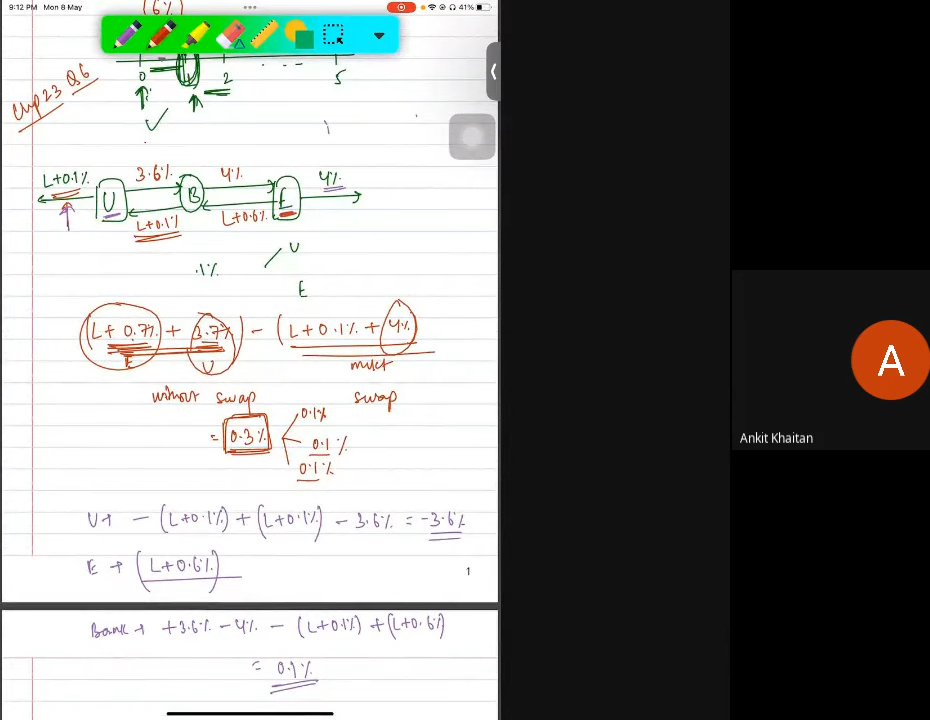 9:12 PM Mon 8 May
41%
(6%)
0 2 ... 5
Q6
L+0.1% 3.6% 4% 4%
U B E
L+0.1% L+0.6%
.1% U
E
(L+0.7% + 3.7%) - (L+0.1% + 4%)
E U
without swap swap
= 0.3% 0.1%
0.1%
0.1%
U → - (L+0.1%) + (L+0.1%) - 3.6% = -3.6%
E → (L+0.6%)
1
Bank → +3.6% - 4% - (L+0.1%) + (L+0.6%)
= 0.1%
A
Ankit Khaitan